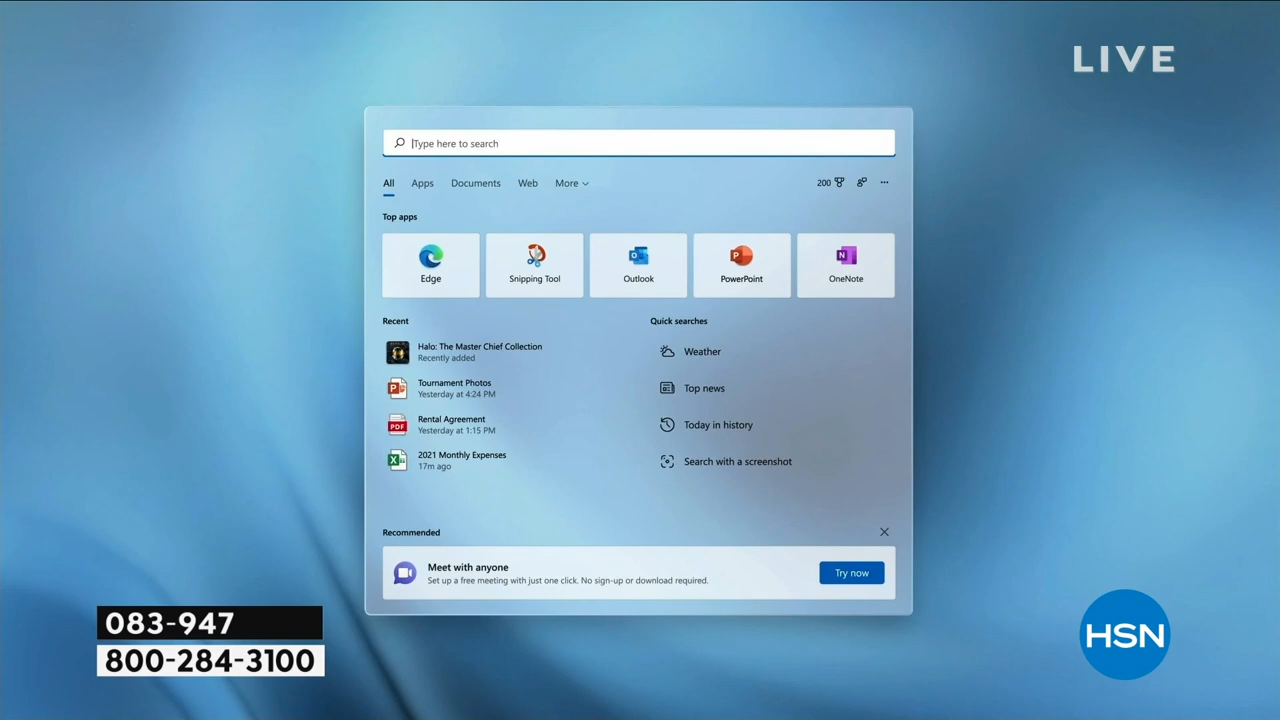 LIVE
Type here to search
All Apps Documents Web More 200
Top apps
Edge Snipping Tool Outlook PowerPoint OneNote
Recent
Halo: The Master Chief Collection
Recently added
Tournament Photos
Yesterday at 4:24 PM
PDF
Rental Agreement
Yesterday at 1:15 PM
2021 Monthly Expenses
17m ago
Quick searches
Weather
Top news
Today in history
Search with a screenshot
Recommended
Meet with anyone
Set up a free meeting with just one click. No sign-up or download required.
Try now
083-947
800-284-3100
HSN